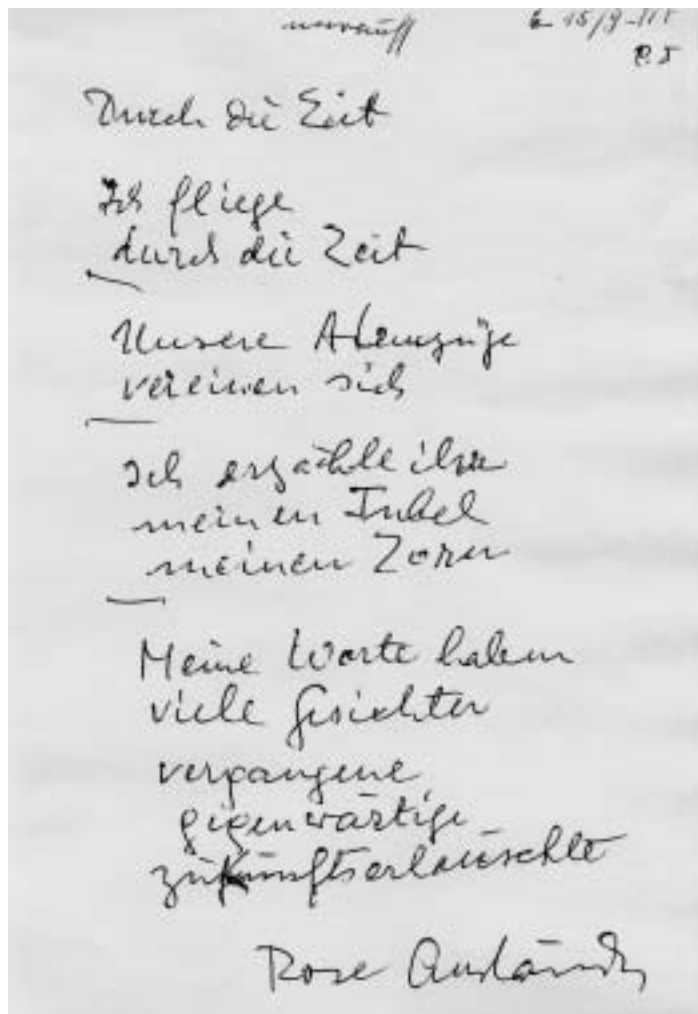 Durch die Zeit
Ich fliege
durch die Zeit
Unsere Atemzüge
vereinen sich
Ich erzähle ihr
meinen Jubel
meinen Zorn
Meine Worte haben
viele Gesichter
vergangene
gegenwärtige
zukunftserlauschte
Rose Ausländer